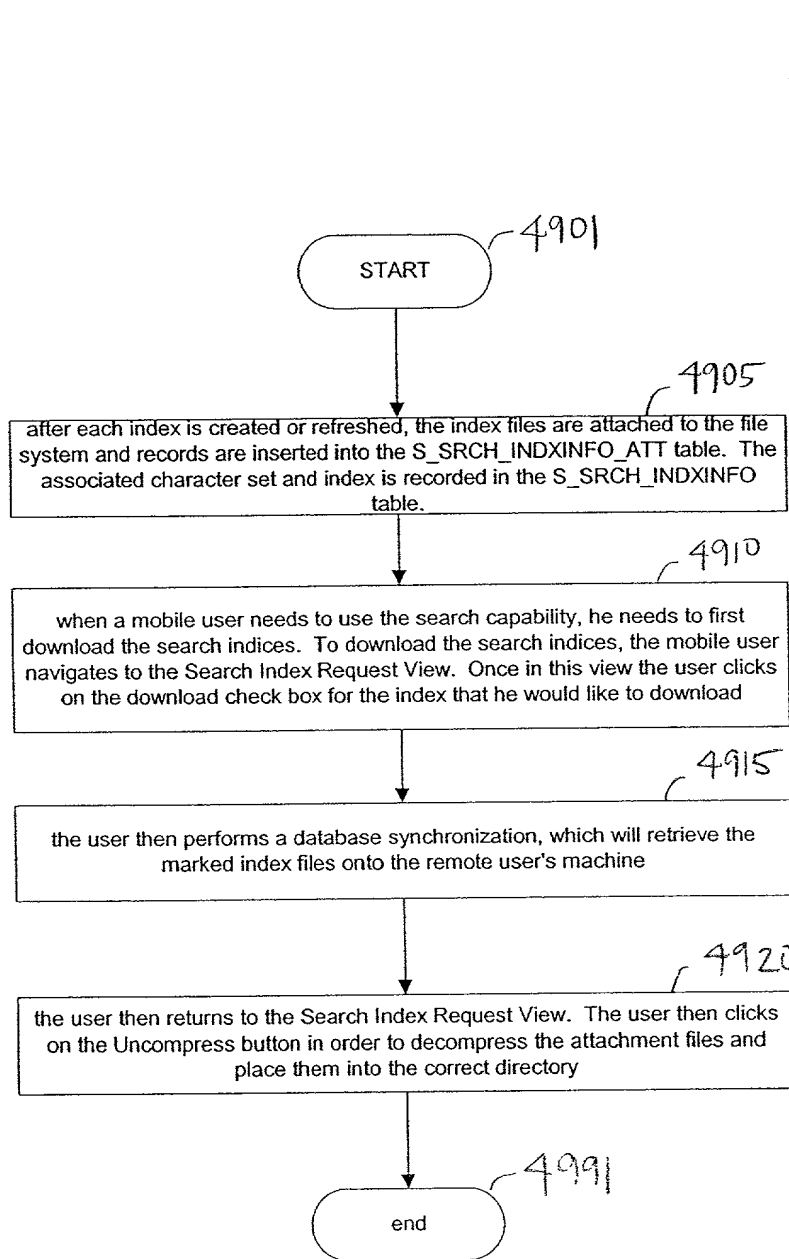 4901
START
4905
after each index is created or refreshed, the index files are attached to the file
system and records are inserted into the S_SRCH_INDXINFO_ATT table. The
associated character set and index is recorded in the S_SRCH_INDXINFO
table.
4910
when a mobile user needs to use the search capability, he needs to first
download the search indices. To download the search indices, the mobile user
navigates to the Search Index Request View. Once in this view the user clicks
on the download check box for the index that he would like to download
4915
the user then performs a database synchronization, which will retrieve the
marked index files onto the remote user's machine
4920
the user then returns to the Search Index Request View. The user then clicks
on the Uncompress button in order to decompress the attachment files and
place them into the correct directory
4991
end